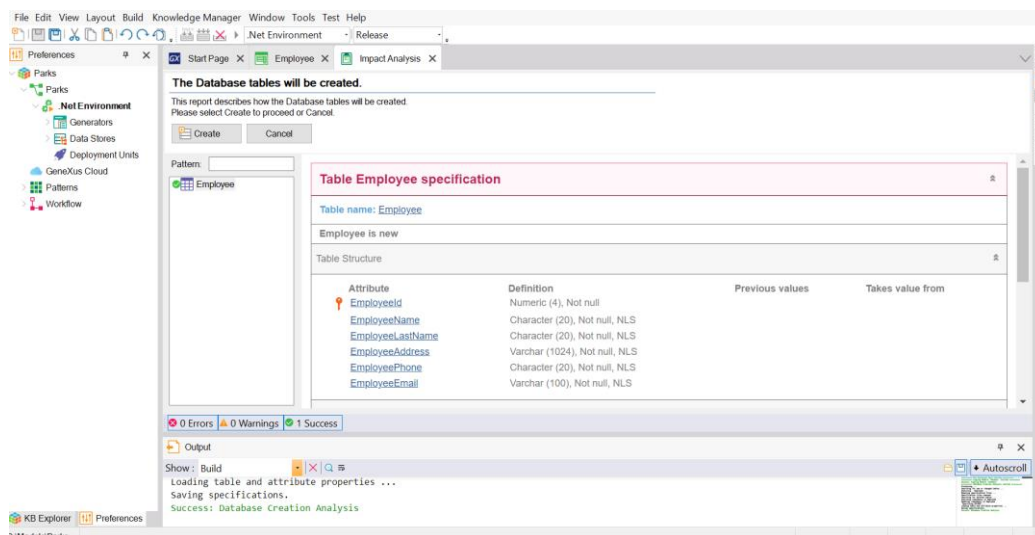 File Edit View Layout Build Knowledge Manager Window Tools Test Help
.Net Environment Release
Preferences
Start Page Employee Impact Analysis
Parks
Parks
.Net Environment
Generators
Data Stores
Deployment Units
GeneXus Cloud
Patterns
Workflow
The Database tables will be created.
This report describes how the Database tables will be created.
Please select Create to proceed or Cancel.
Create Cancel
Pattern:
Employee
Table Employee specification
Table name: Employee
Employee is new
Table Structure
Attribute Definition Previous values Takes value from
EmployeeId Numeric (4), Not null
EmployeeName Character (20), Not null, NLS
EmployeeLastName Character (20), Not null, NLS
EmployeeAddress Varchar (1024), Not null, NLS
EmployeePhone Character (20), Not null, NLS
EmployeeEmail Varchar (100), Not null, NLS
0 Errors 0 Warnings 1 Success
Output
Show: Build Autoscroll
Loading table and attribute properties ...
Saving specifications.
Success: Database Creation Analysis
KB Explorer Preferences